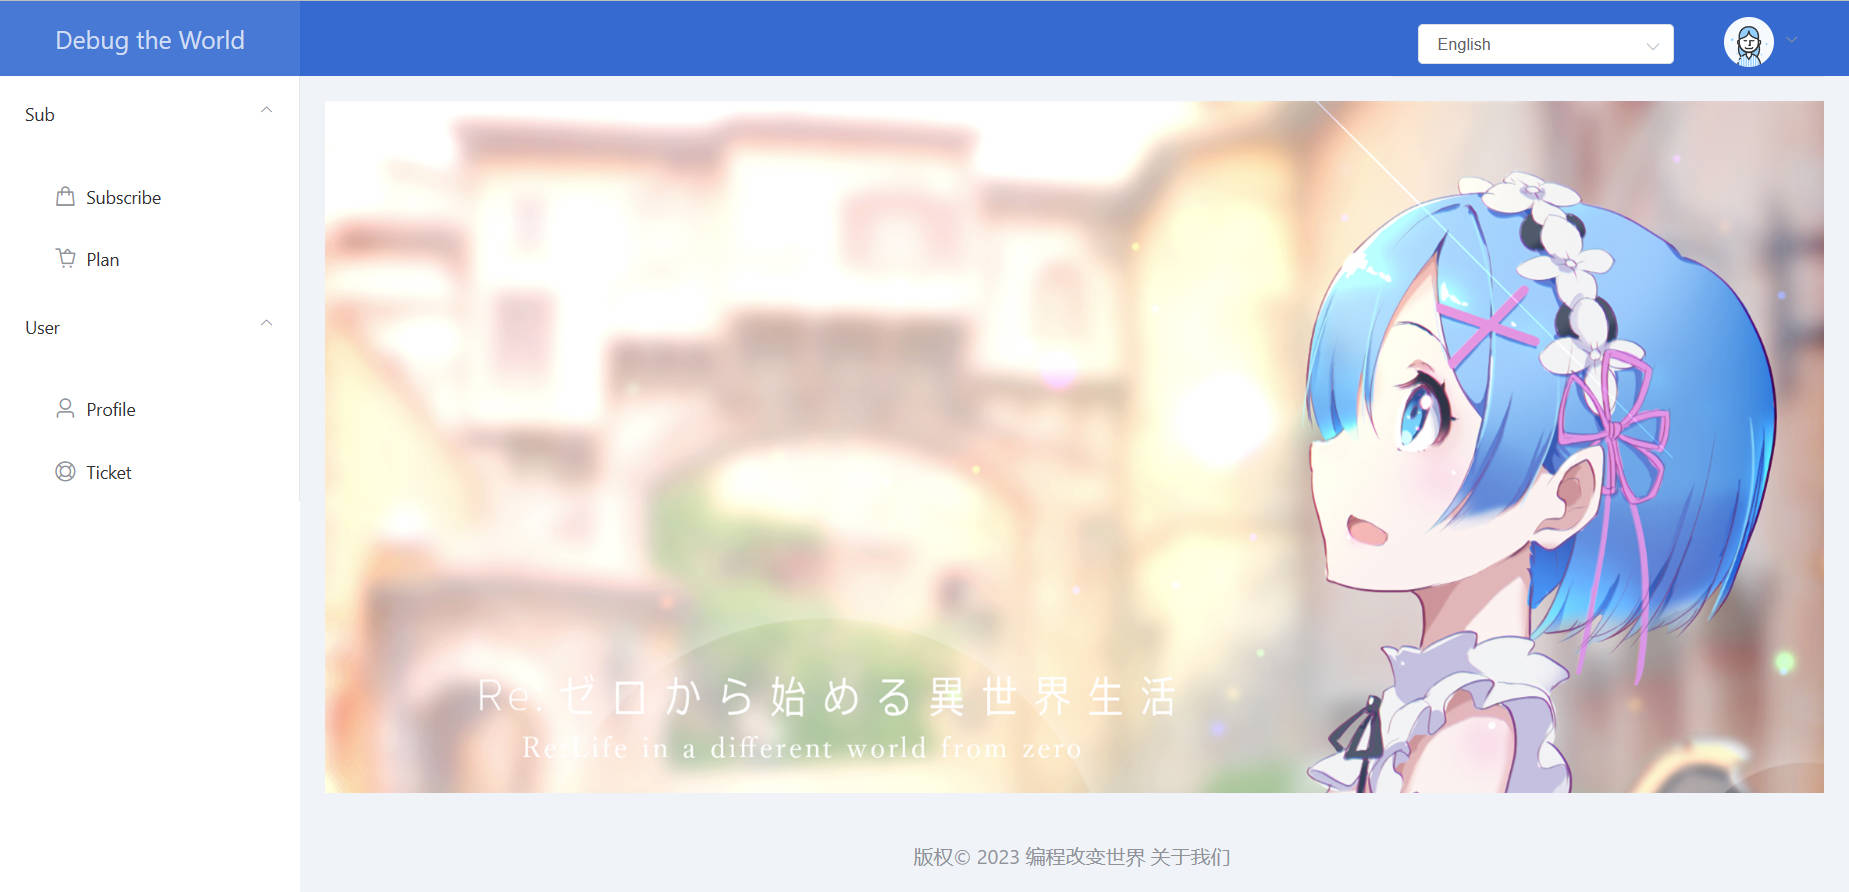 Debug the World
English
Sub
Subscribe
Plan
User
Profile
Ticket
Re:ゼロから始める異世界生活
Re:Life in a different world from zero
版权© 2023 编程改变世界 关于我们